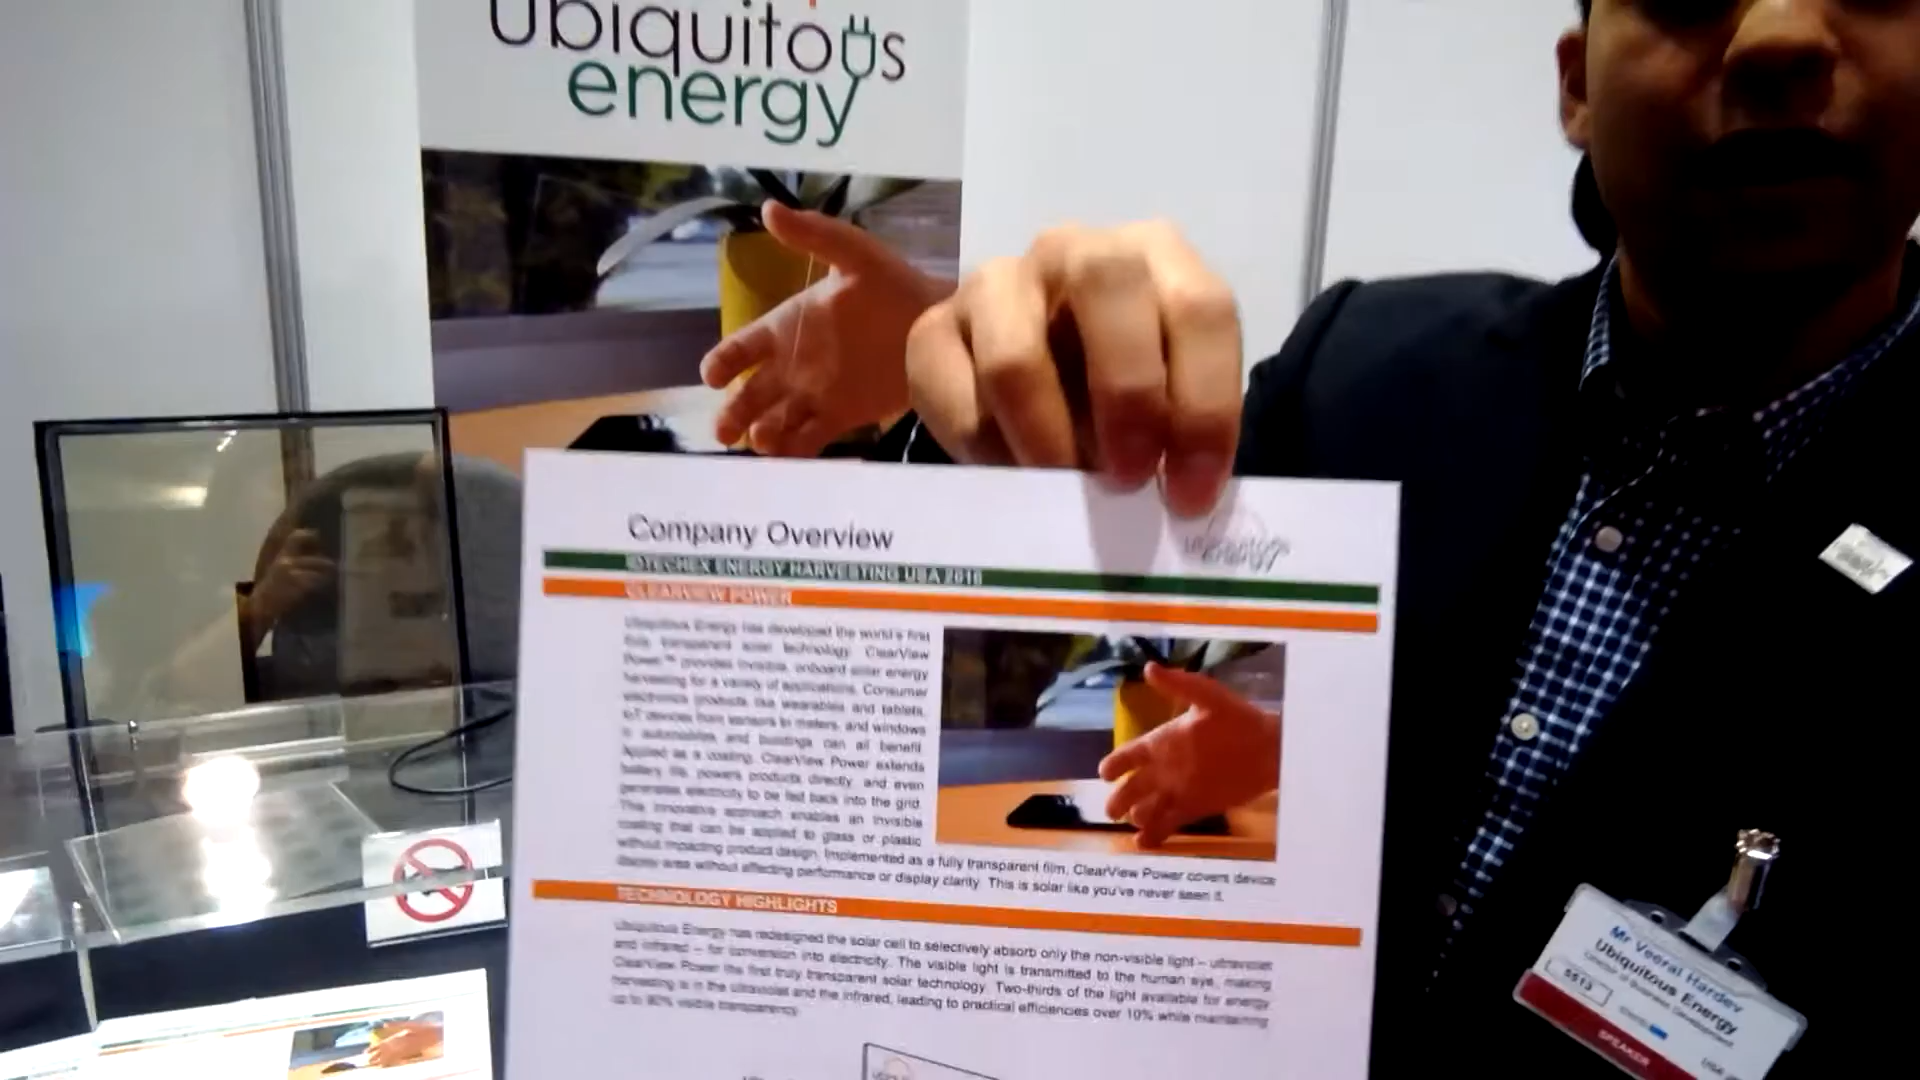 ubiquitous
energy
Company Overview
IDTECHEX ENERGY HARVESTING USA 2016
CLEARVIEW POWER
Ubiquitous Energy has developed the world's first
fully transparent solar technology. ClearView
Power™ provides invisible, onboard solar energy
harvesting for a variety of applications. Consumer
electronics products like wearables and tablets,
IoT devices from sensors to meters, and windows
in automobiles and buildings can all benefit.
Applied as a coating, ClearView Power extends
battery life, powers products directly, and even
generates electricity to be fed back into the grid.
This innovative approach enables an invisible
coating that can be applied to glass or plastic
without impacting product design. Implemented as a fully transparent film, ClearView Power covers device
display area without affecting performance or display clarity. This is solar like you've never seen it.
TECHNOLOGY HIGHLIGHTS
Ubiquitous Energy has redesigned the solar cell to selectively absorb only the non-visible light – ultraviolet
and infrared – for conversion into electricity. The visible light is transmitted to the human eye, making
ClearView Power the first truly transparent solar technology. Two-thirds of the light available for energy
harvesting is in the ultraviolet and the infrared, leading to practical efficiencies over 10% while maintaining
up to 90% visible transparency.
ubiquitous
energy
Mr Veeral Hardev
Ubiquitous Energy
Director of Business Development
5513
SPEAKER
USA